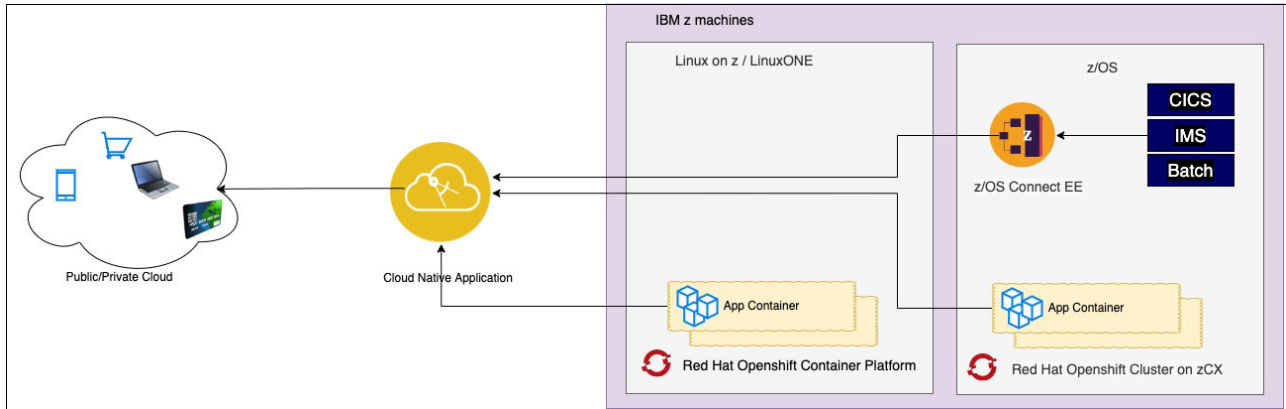 IBM z machines
Linux on z / LinuxONE
z/OS
CICS
IMS
Batch
z
z/OS Connect EE
Public/Private Cloud
Cloud Native Application
App Container
App Container
Red Hat Openshift Container Platform
Red Hat Openshift Cluster on zCX